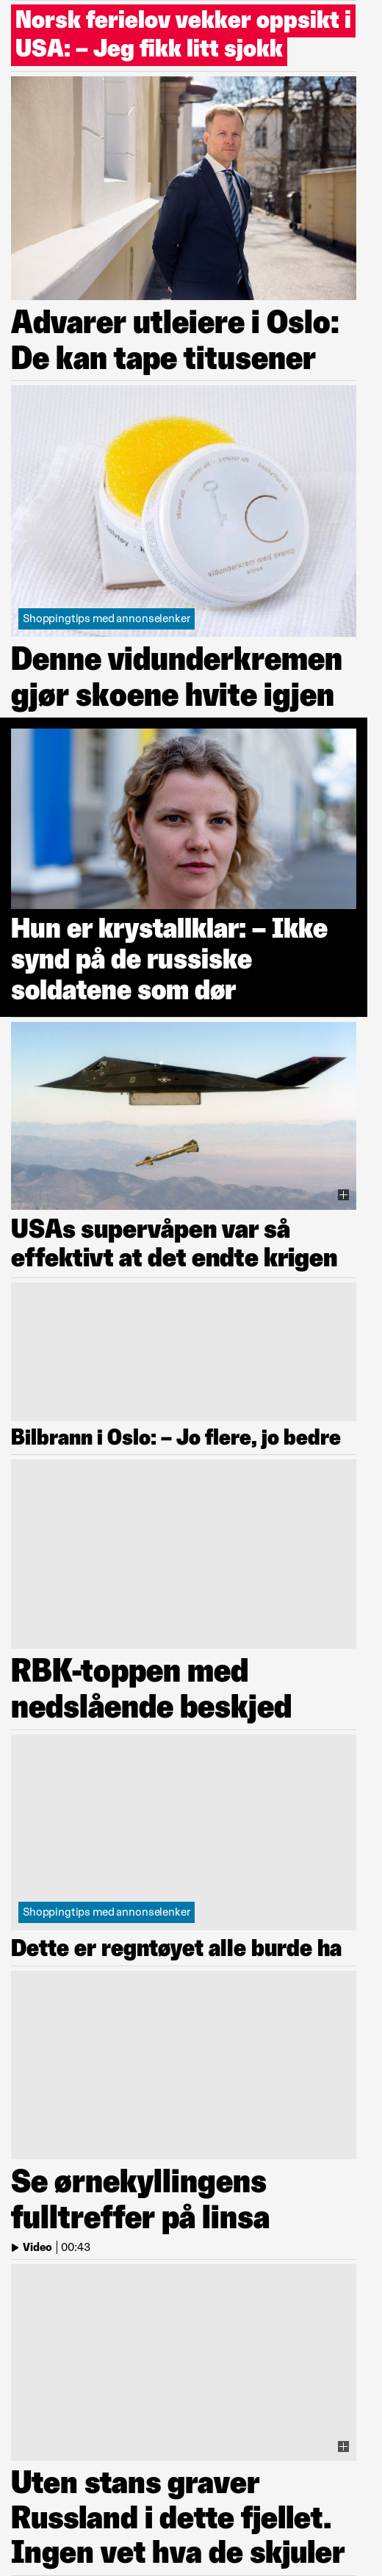 Norsk ferielov vekker oppsikt i
USA: – Jeg fikk litt sjokk
Advarer utleiere i Oslo:
De kan tape titusener
vidunderkrem med svamp
Shoppingtips med annonselenker
Denne vidunderkremen
gjør skoene hvite igjen
Hun er krystallklar: – Ikke
synd på de russiske
soldatene som dør
USAs supervåpen var så
effektivt at det endte krigen
Bilbrann i Oslo: – Jo flere, jo bedre
RBK-toppen med
nedslående beskjed
Shoppingtips med annonselenker
Dette er regntøyet alle burde ha
Se ørnekyllingens
fulltreffer på linsa
Video | 00:43
Uten stans graver
Russland i dette fjellet.
Ingen vet hva de skjuler